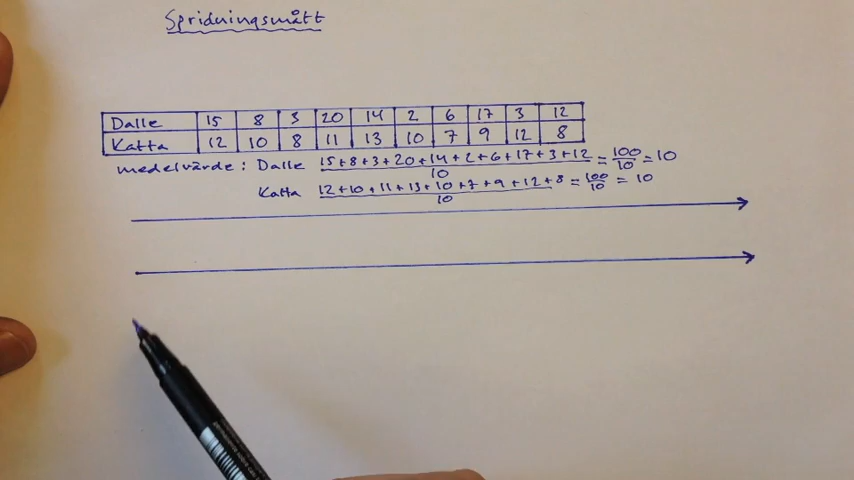 Spridningsmått
Dalle 15 8 3 20 14 2 6 17 3 12
Katta 12 10 8 11 13 10 7 9 12 8
medelvärde: Dalle 15+8+3+20+14+2+6+17+3+12/10 = 100/10 = 10
Katta 12+10+11+13+10+7+9+12+8/10 = 100/10 = 10